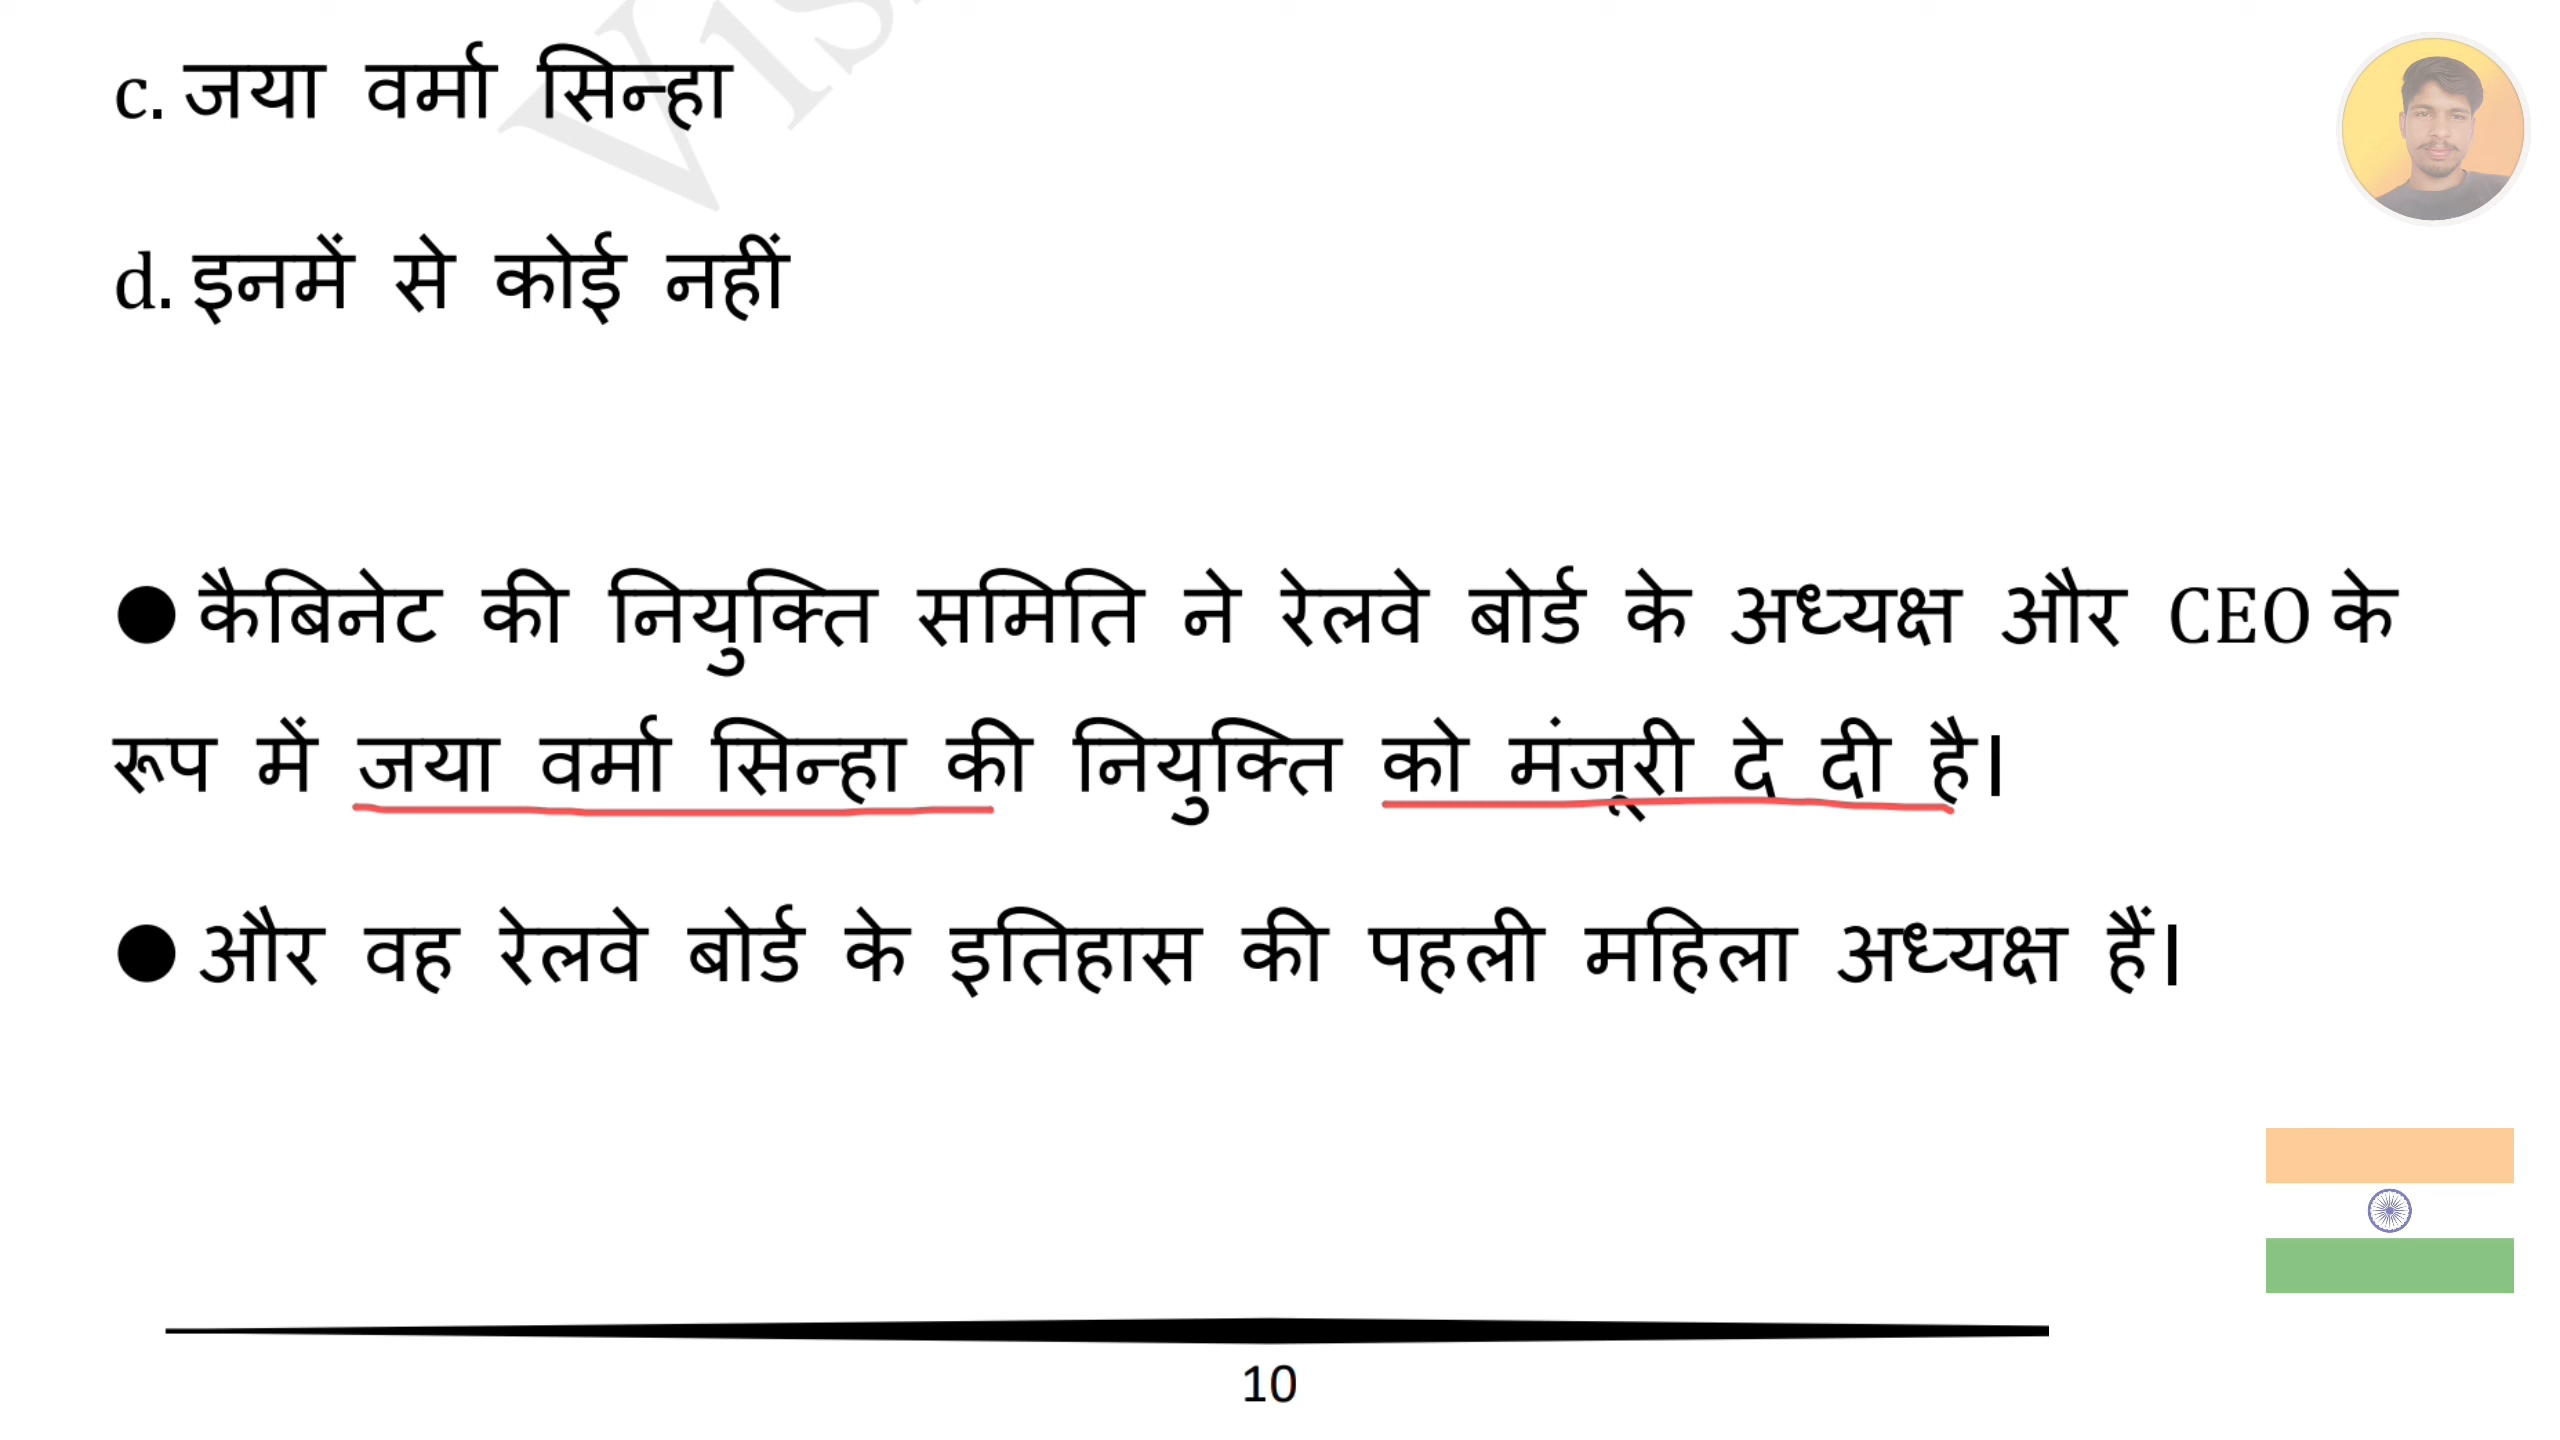 c. जया वर्मा सिन्हा
d. इनमें से कोई नहीं
● कैबिनेट की नियुक्ति समिति ने रेलवे बोर्ड के अध्यक्ष और CEO के
रूप में जया वर्मा सिन्हा की नियुक्ति को मंजूरी दे दी है।
● और वह रेलवे बोर्ड के इतिहास की पहली महिला अध्यक्ष हैं।
10